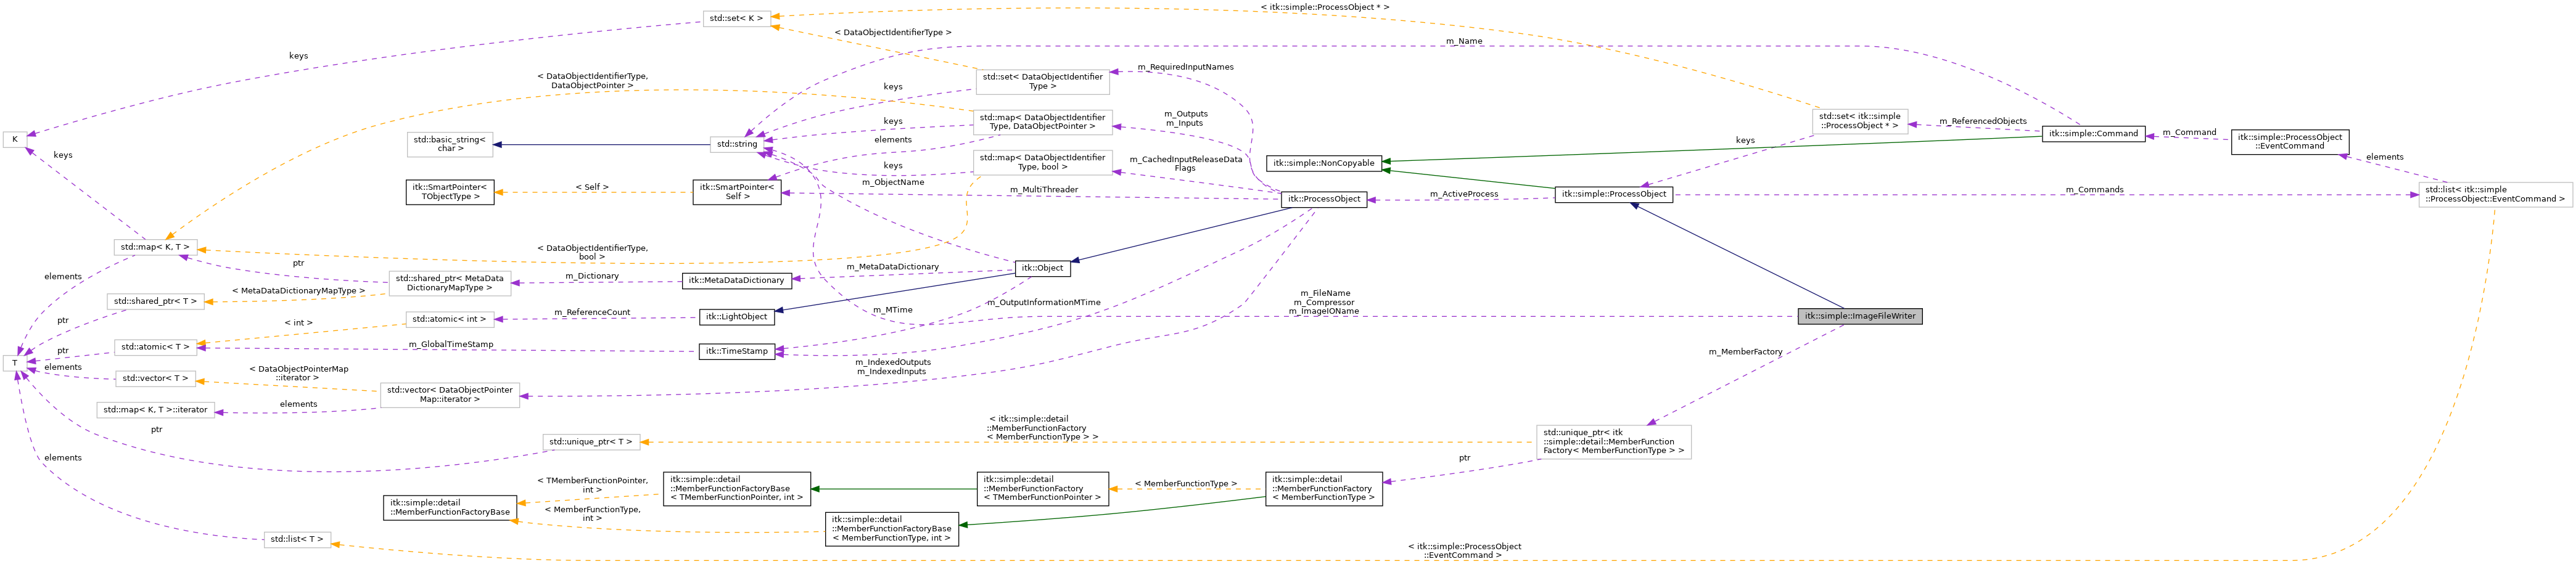 < itk::simple::ProcessObject * >
std::set< K >
< DataObjectIdentifierType >
m_Name
keys
m_RequiredInputNames
< DataObjectIdentifierType,
DataObjectPointer >
std::set< DataObjectIdentifier
Type >
keys
m_Outputs
m_Inputs
std::set< itk::simple
::ProcessObject * >
m_ReferencedObjects
std::map< DataObjectIdentifier
Type, DataObjectPointer >
keys
elements
K
std::basic_string<
char >
std::string
keys
itk::simple::Command
m_Command
itk::simple::ProcessObject
::EventCommand
elements
keys
std::map< DataObjectIdentifier
Type, bool >
m_CachedInputReleaseData
Flags
itk::simple::NonCopyable
keys
m_ObjectName
itk::SmartPointer<
TObjectType >
< Self >
itk::SmartPointer<
Self >
m_MultiThreader
itk::ProcessObject
m_ActiveProcess
itk::simple::ProcessObject
m_Commands
std::list< itk::simple
::ProcessObject::EventCommand >
std::map< K, T >
< DataObjectIdentifierType,
bool >
ptr
elements
std::shared_ptr< MetaData
DictionaryMapType >
m_Dictionary
itk::MetaDataDictionary
m_MetaDataDictionary
itk::Object
< MetaDataDictionaryMapType >
std::shared_ptr< T >
m_OutputInformationMTime
m_FileName
m_Compressor
m_ImageIOName
m_MTime
ptr
< int >
std::atomic< int >
m_ReferenceCount
itk::LightObject
itk::simple::ImageFileWriter
std::atomic< T >
m_GlobalTimeStamp
itk::TimeStamp
ptr
T
elements
m_MemberFactory
std::vector< T >
< DataObjectPointerMap
::iterator >
m_IndexedOutputs
m_IndexedInputs
std::vector< DataObjectPointer
Map::iterator >
std::map< K, T >::iterator
elements
ptr
< itk::simple::detail
::MemberFunctionFactory
< MemberFunctionType > >
std::unique_ptr< T >
std::unique_ptr< itk
::simple::detail::MemberFunction
Factory< MemberFunctionType > >
elements
ptr
itk::simple::detail
::MemberFunctionFactoryBase
< TMemberFunctionPointer,
int >
itk::simple::detail
::MemberFunctionFactoryBase
< TMemberFunctionPointer, int >
itk::simple::detail
::MemberFunctionFactory
< TMemberFunctionPointer >
< MemberFunctionType >
itk::simple::detail
::MemberFunctionFactory
< MemberFunctionType >
< MemberFunctionType,
int >
itk::simple::detail
::MemberFunctionFactoryBase
< MemberFunctionType, int >
std::list< T >
< itk::simple::ProcessObject
::EventCommand >